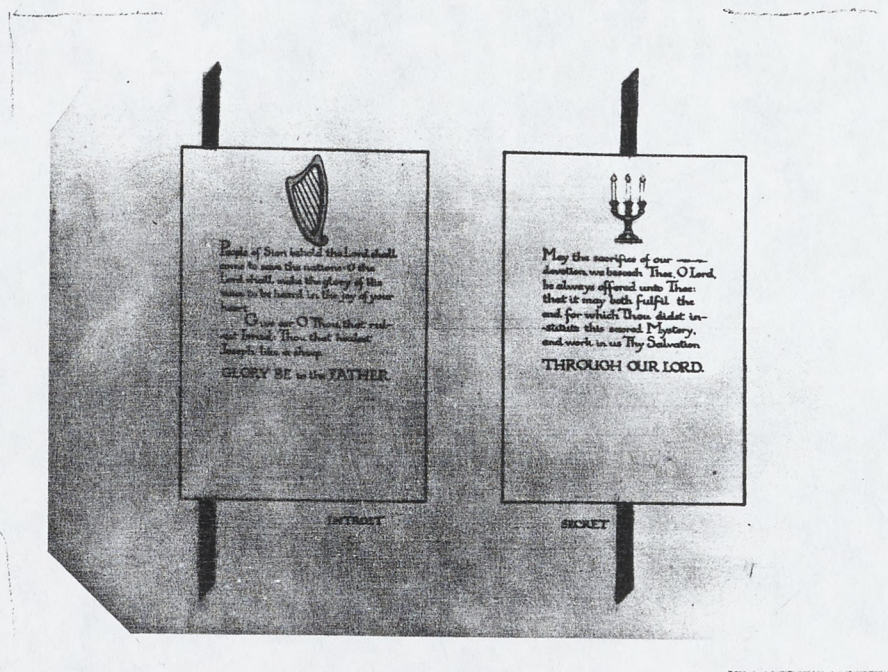 People of Sion behold the Lord shall
come to save the nations & the
Lord shall make the glory of His
voice to be heard in the joy of your
heart.
Give ear O Thou that rul-
Israel: Thou that leadest
Joseph like a sheep
GLORY BE to the FATHER.
INTROIT
May the sacrifice of our
devotion, we beseech Thee, O Lord,
be always offered unto Thee:
that it may both fulfil the
end for which Thou didst in-
-stitute this sacred Mystery,
and work in us Thy Salvation
THROUGH OUR LORD.
SECRET